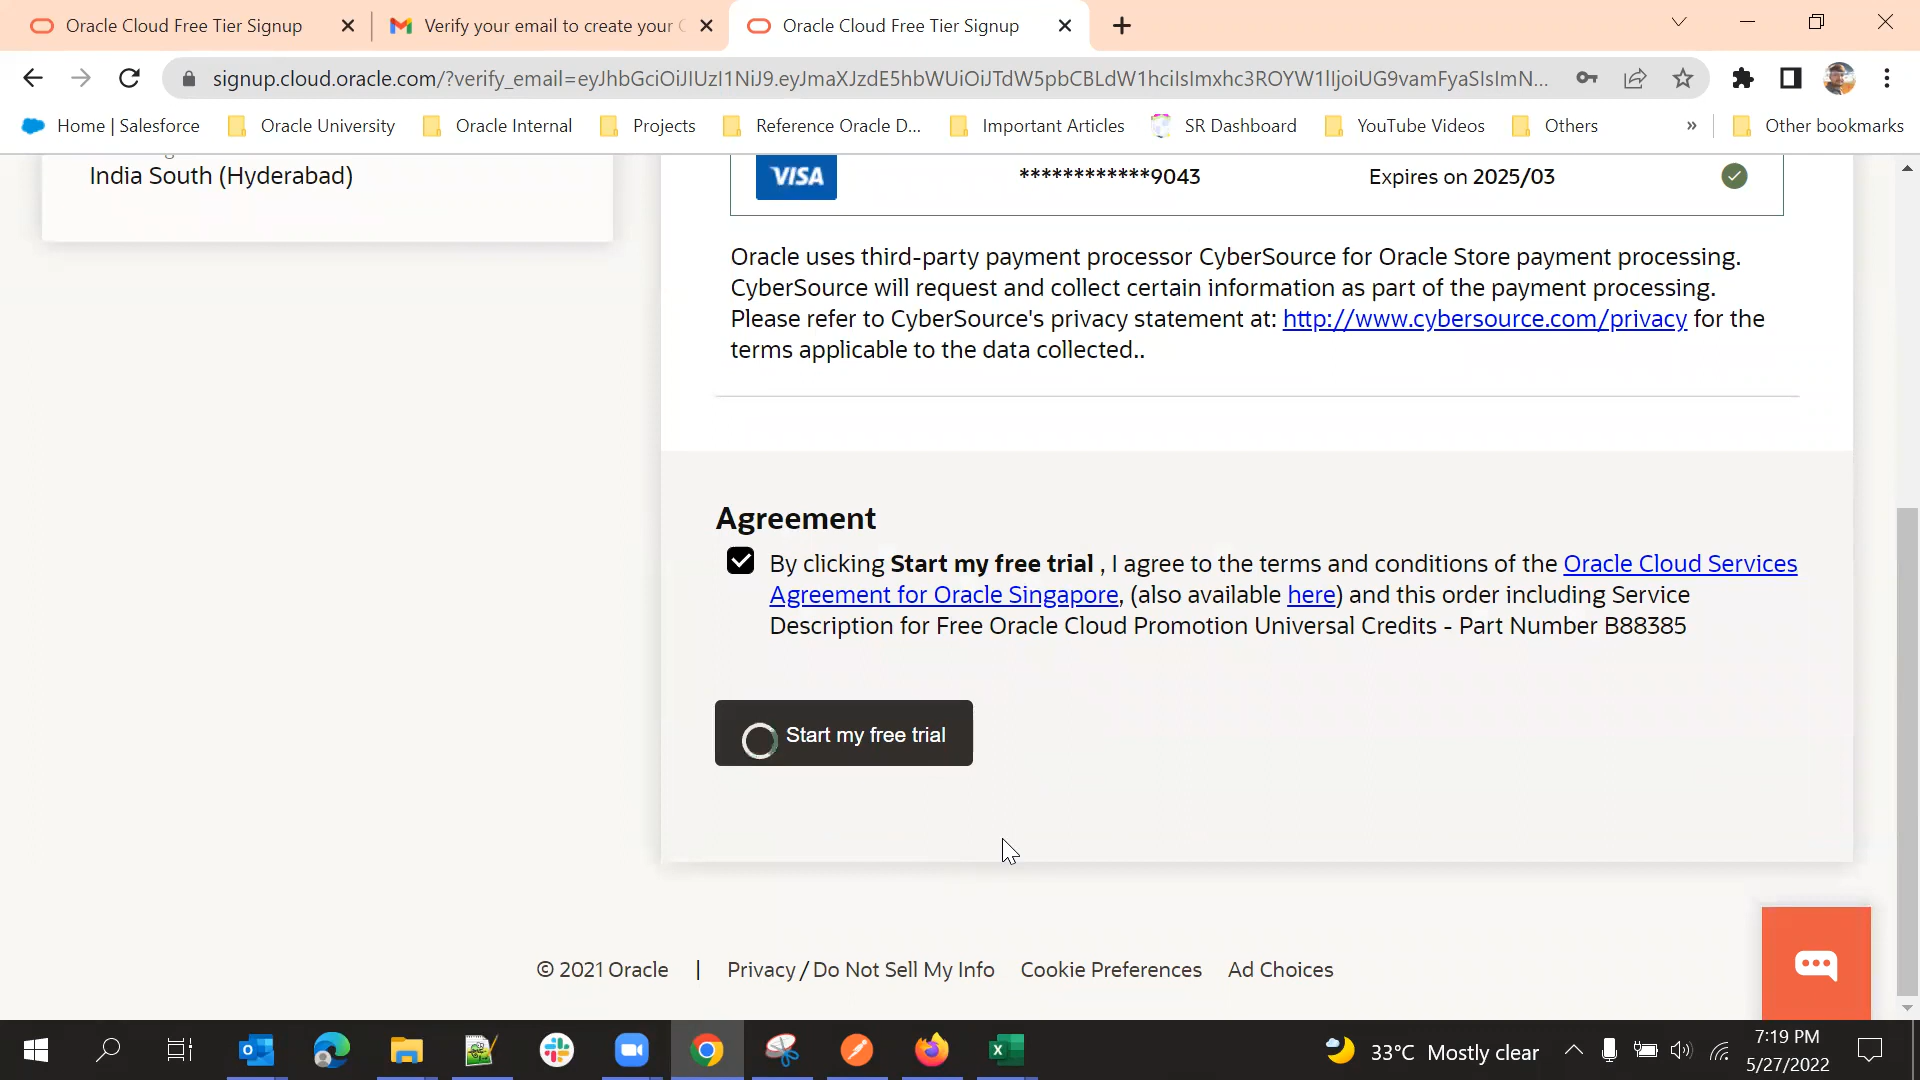 Oracle Cloud Free Tier Signup
Verify your email to create your
Oracle Cloud Free Tier Signup
signup.cloud.oracle.com/?verify_email=eyJhbGciOiJIUzI1NiJ9.eyJmaXJzdE5hbWUiOiJTdW5pbCBLdW1hciIsImxhc3ROYW1lIjoiUG9vamFyaSIsImN...
Home | Salesforce
Oracle University
Oracle Internal
Projects
Reference Oracle D...
Important Articles
SR Dashboard
YouTube Videos
Others
»
Other bookmarks
India South (Hyderabad)
VISA
************9043
Expires on 2025/03
Oracle uses third-party payment processor CyberSource for Oracle Store payment processing.
CyberSource will request and collect certain information as part of the payment processing.
Please refer to CyberSource's privacy statement at: http://www.cybersource.com/privacy for the
terms applicable to the data collected..
Agreement
By clicking Start my free trial , I agree to the terms and conditions of the Oracle Cloud Services
Agreement for Oracle Singapore, (also available here) and this order including Service
Description for Free Oracle Cloud Promotion Universal Credits - Part Number B88385
Start my free trial
© 2021 Oracle | Privacy / Do Not Sell My Info Cookie Preferences Ad Choices
33°C Mostly clear
7:19 PM
5/27/2022